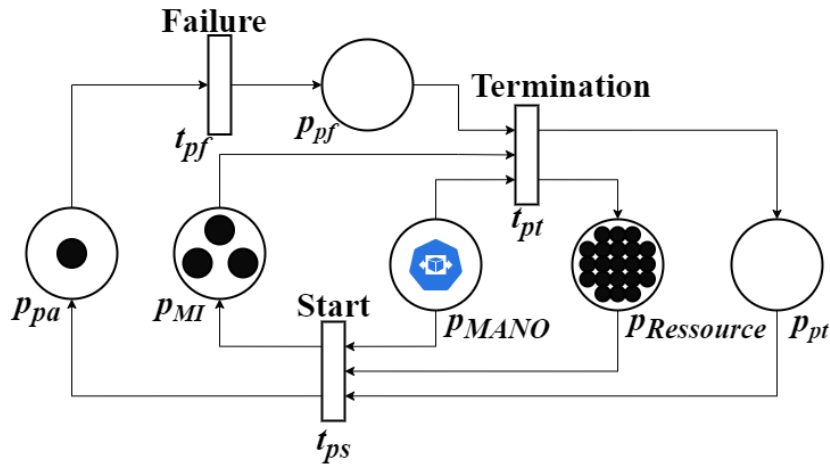 Failure
Termination
t_pf
p_pf
t_pt
Start
p_pa
p_MI
p_MANO
p_Ressource
p_pt
t_ps